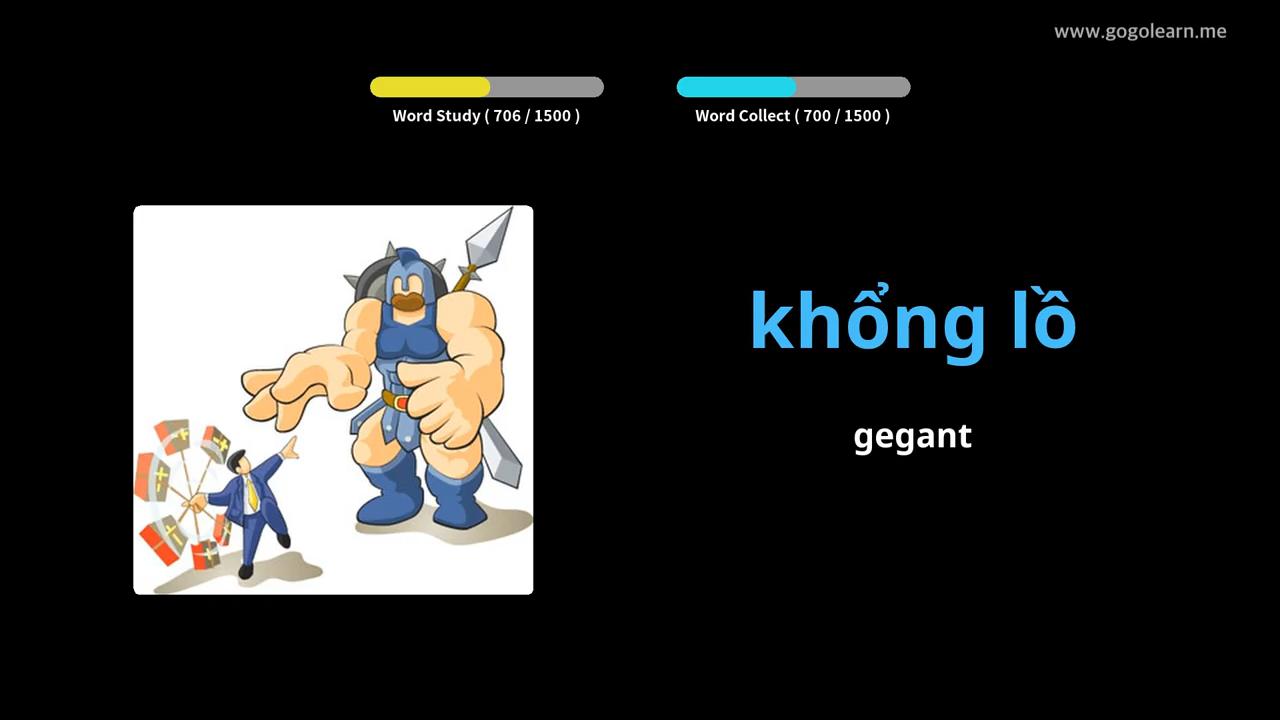 www.gogolearn.me
Word Study ( 706 / 1500 )
Word Collect ( 700 / 1500 )
khổng lồ
gegant